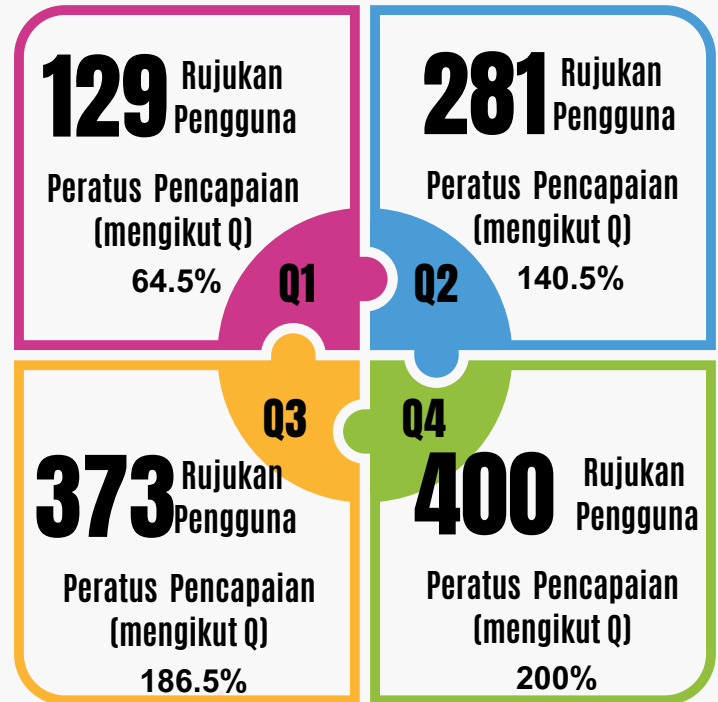 129 Rujukan
Pengguna
Peratus Pencapaian
(mengikut Q)
64.5%
Q1
281 Rujukan
Pengguna
Peratus Pencapaian
(mengikut Q)
140.5%
Q2
Q3
373 Rujukan
Pengguna
Peratus Pencapaian
(mengikut Q)
186.5%
Q4
400 Rujukan
Pengguna
Peratus Pencapaian
(mengikut Q)
200%